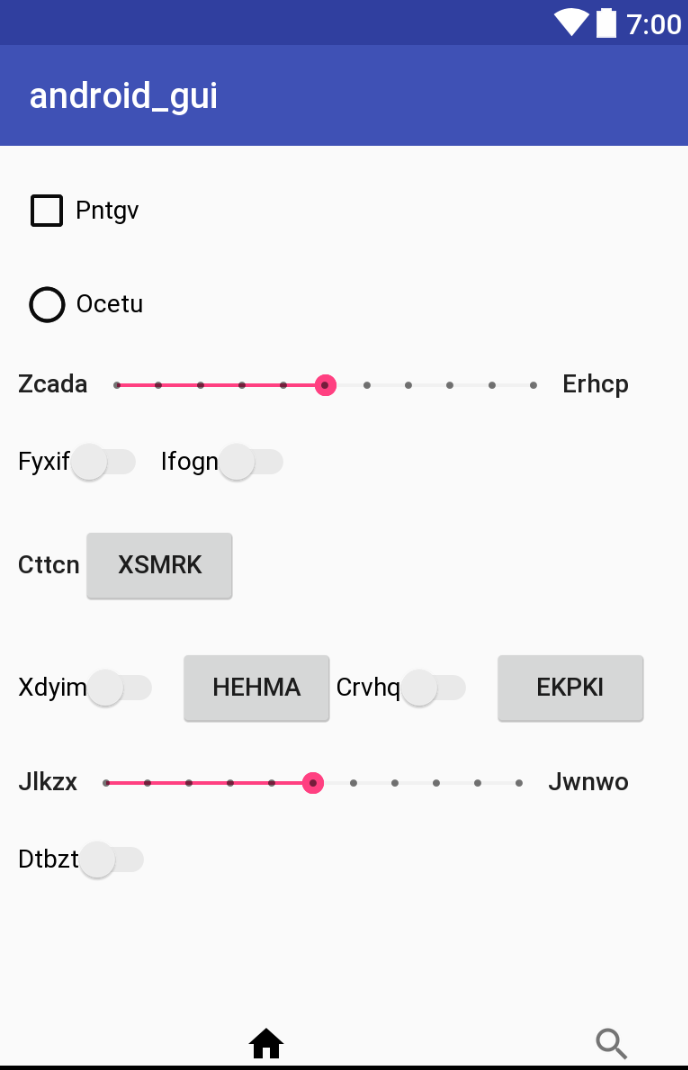 7:00
android_gui
Pntgv
Ocetu
Zcada Erhcp
Fyxif Ifogn
Cttcn XSMRK
Xdyim HEHMA Crvhq EKPKI
Jlkzx Jwnwo
Dtbzt